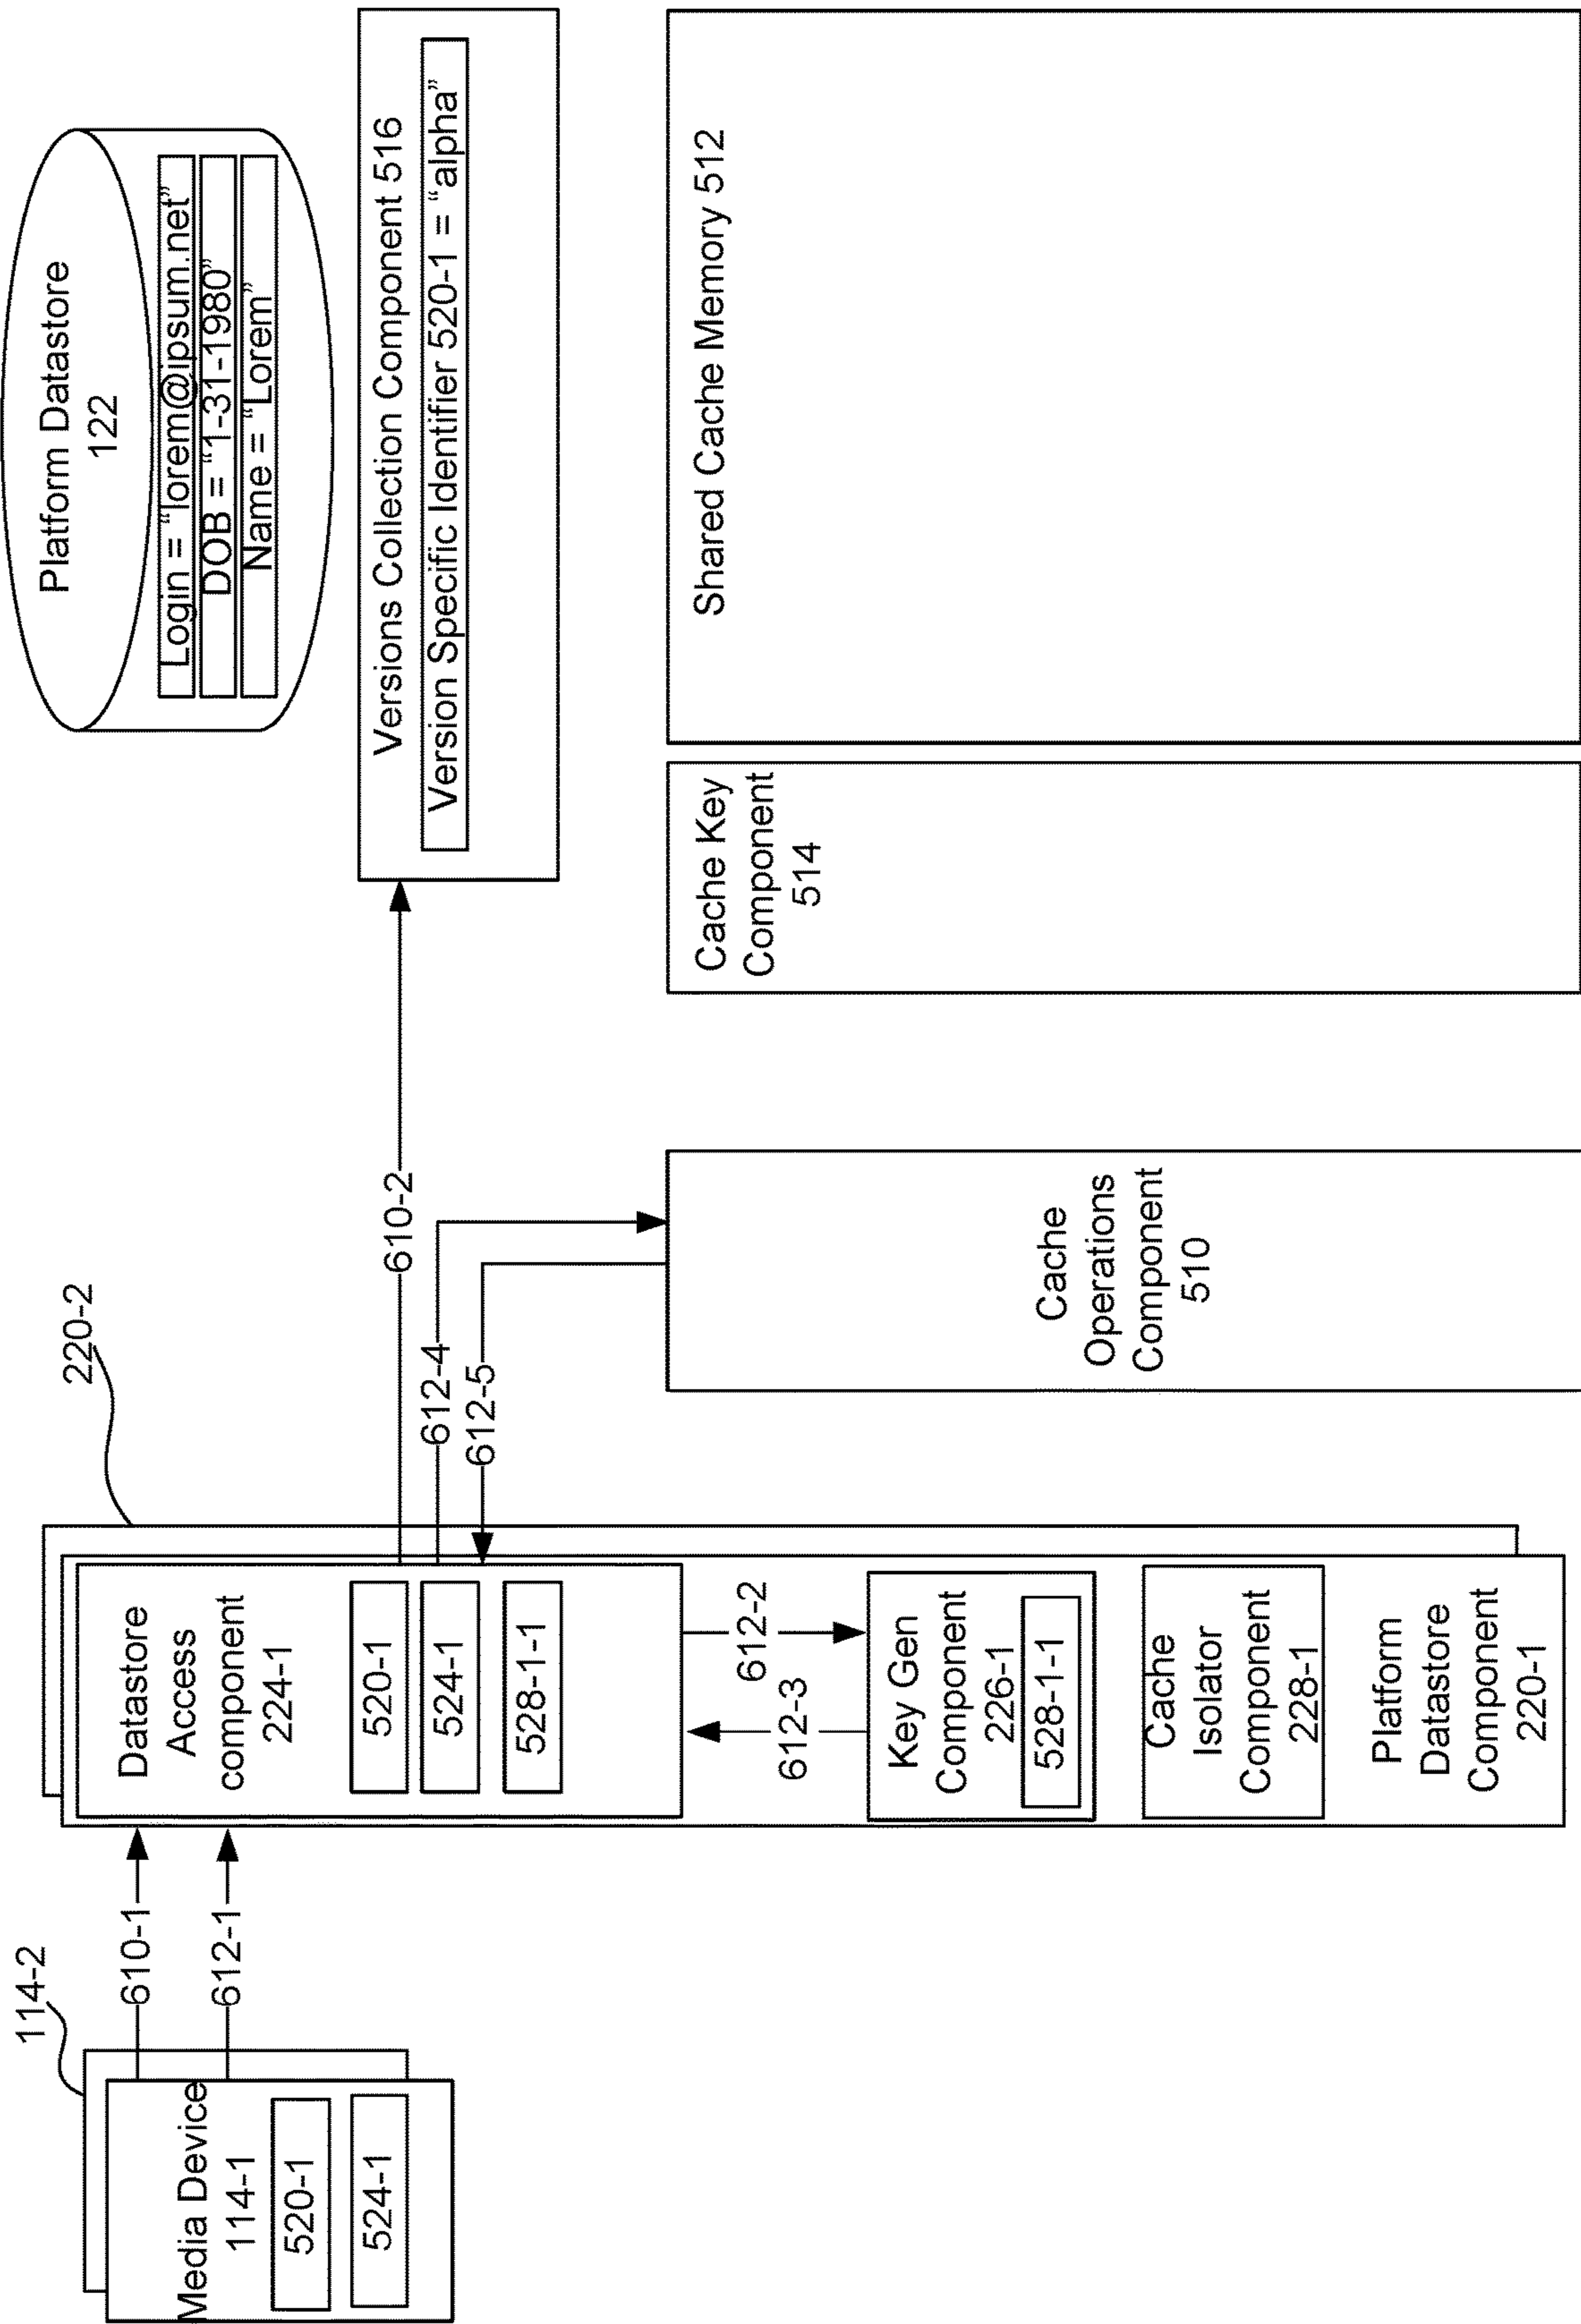 114-2
Media Device
114-1
520-1
524-1
610-1
612-1
220-2
Datastore
Access
component
224-1
520-1
524-1
528-1-1
612-2
612-3
Key Gen
Component
226-1
528-1-1
Cache
Isolator
Component
228-1
Platform
Datastore
Component
220-1
610-2
612-4
612-5
Cache
Operations
Component
510
Platform Datastore
122
Login = “lorem@ipsum.net”
DOB = “1-31-1980”
Name = “Lorem”
Versions Collection Component 516
Version Specific Identifier 520-1 = “alpha”
Cache Key
Component
514
Shared Cache Memory 512